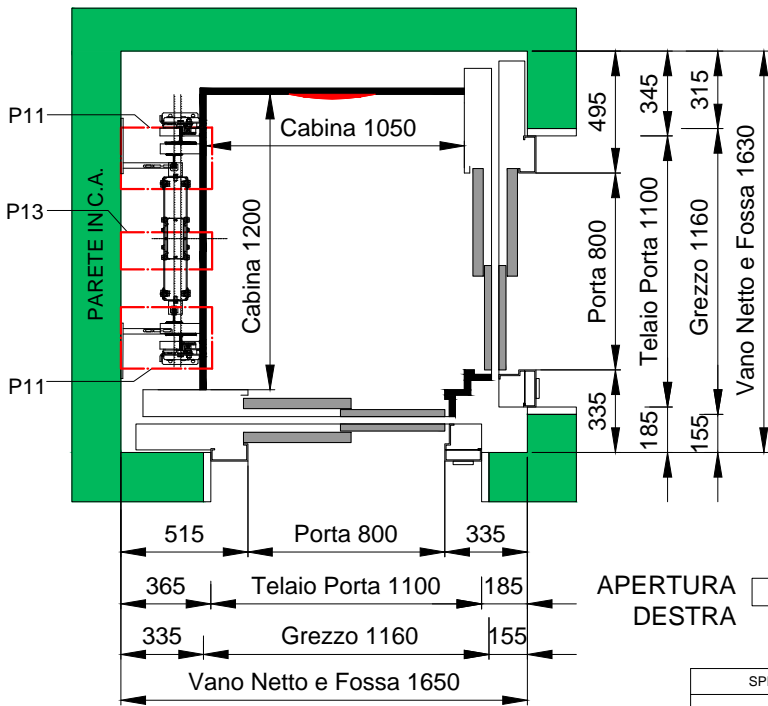 P11
P13
P11
PARETE IN C.A.
Cabina 1050
Cabina 1200
495
Porta 800
335
345
Telaio Porta 1100
185
315
Grezzo 1160
155
Vano Netto e Fossa 1630
515
Porta 800
335
365
Telaio Porta 1100
185
335
Grezzo 1160
155
Vano Netto e Fossa 1650
APERTURA
DESTRA